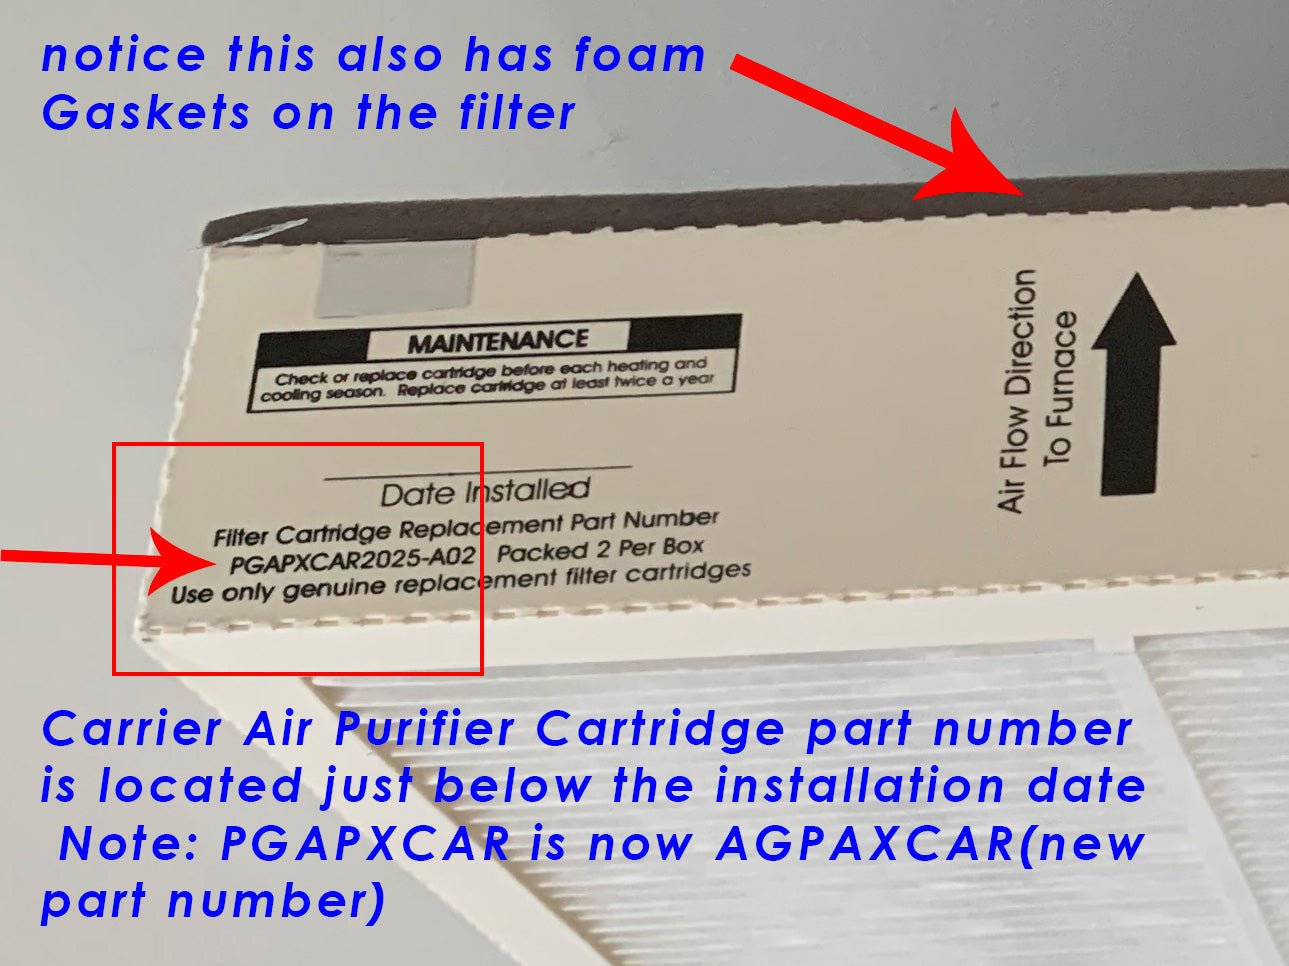 notice this also has foam
Gaskets on the filter
MAINTENANCE
Check or replace cartridge before each heating and
cooling season. Replace cartridge at least twice a year
Air Flow Direction
To Furnace
Date Installed
Filter Cartridge Replacement Part Number
PGAPXCAR2025-A02 Packed 2 Per Box
Use only genuine replacement filter cartridges
Carrier Air Purifier Cartridge part number
is located just below the installation date
Note: PGAPXCAR is now AGPAXCAR(new
part number)